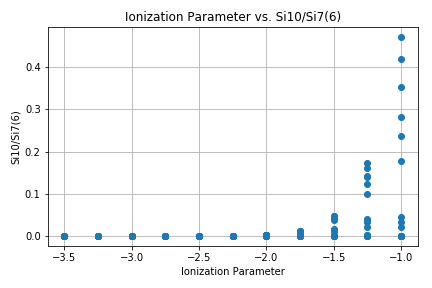 Ionization Parameter vs. Si10/Si7(6)
Si10/Si7(6)
0.4
0.3
0.2
0.1
0.0
−3.5 −3.0 −2.5 −2.0 −1.5 −1.0
Ionization Parameter